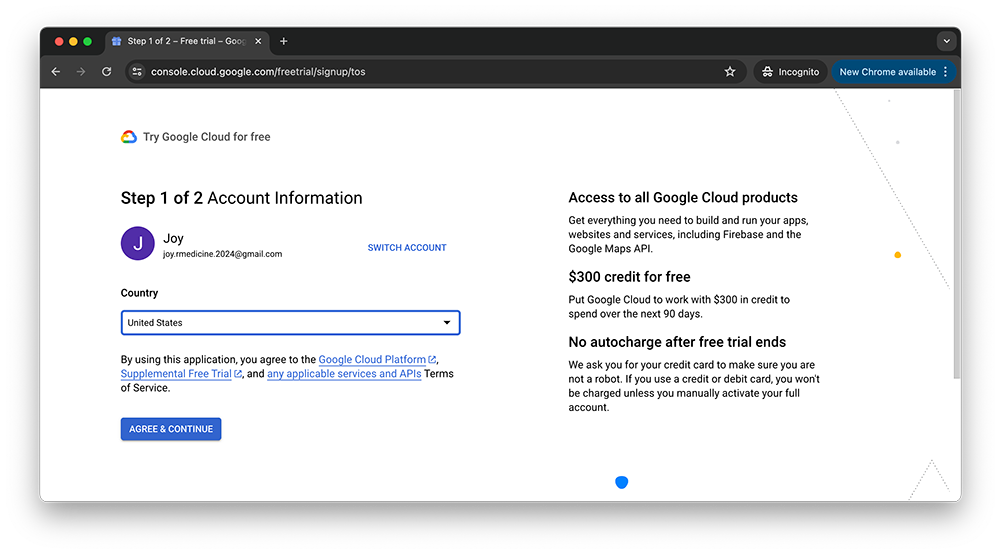 Step 1 of 2 – Free trial – Goo
console.cloud.google.com/freetrial/signup/tos
Incognito
New Chrome available
Try Google Cloud for free
Step 1 of 2 Account Information
J
Joy
joy.rmedicine.2024@gmail.com
SWITCH ACCOUNT
Country
United States
By using this application, you agree to the Google Cloud Platform,
Supplemental Free Trial, and any applicable services and APIs Terms
of Service.
AGREE & CONTINUE
Access to all Google Cloud products
Get everything you need to build and run your apps,
websites and services, including Firebase and the
Google Maps API.
$300 credit for free
Put Google Cloud to work with $300 in credit to
spend over the next 90 days.
No autocharge after free trial ends
We ask you for your credit card to make sure you are
not a robot. If you use a credit or debit card, you won't
be charged unless you manually activate your full
account.